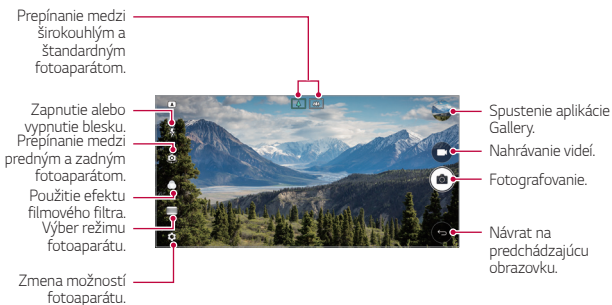 Prepínanie medzi
širokouhlým a
štandardným
fotoaparátom.
Zapnutie alebo
vypnutie blesku.
Prepínanie medzi
predným a zadným
fotoaparátom.
Použitie efektu
filmového filtra.
Výber režimu
fotoaparátu.
Zmena možností
fotoaparátu.
Spustenie aplikácie
Gallery.
Nahrávanie videí.
Fotografovanie.
Návrat na
predchádzajúcu
obrazovku.